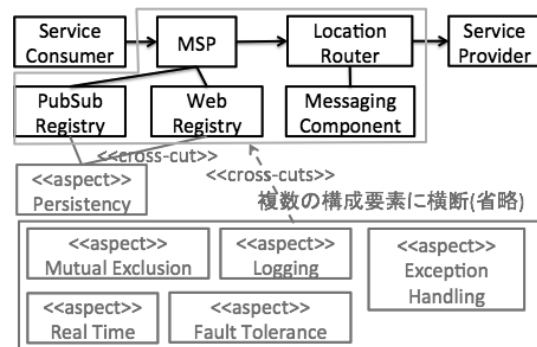 Service
Consumer
MSP
Location
Router
Service
Provider
PubSub
Registry
Web
Registry
Messaging
Component
<<cross-cut>>
<<aspect>>
Persistency
<<cross-cuts>>
複数の構成要素に横断(省略)
<<aspect>>
Mutual Exclusion
<<aspect>>
Logging
<<aspect>>
Exception
Handling
<<aspect>>
Real Time
<<aspect>>
Fault Tolerance